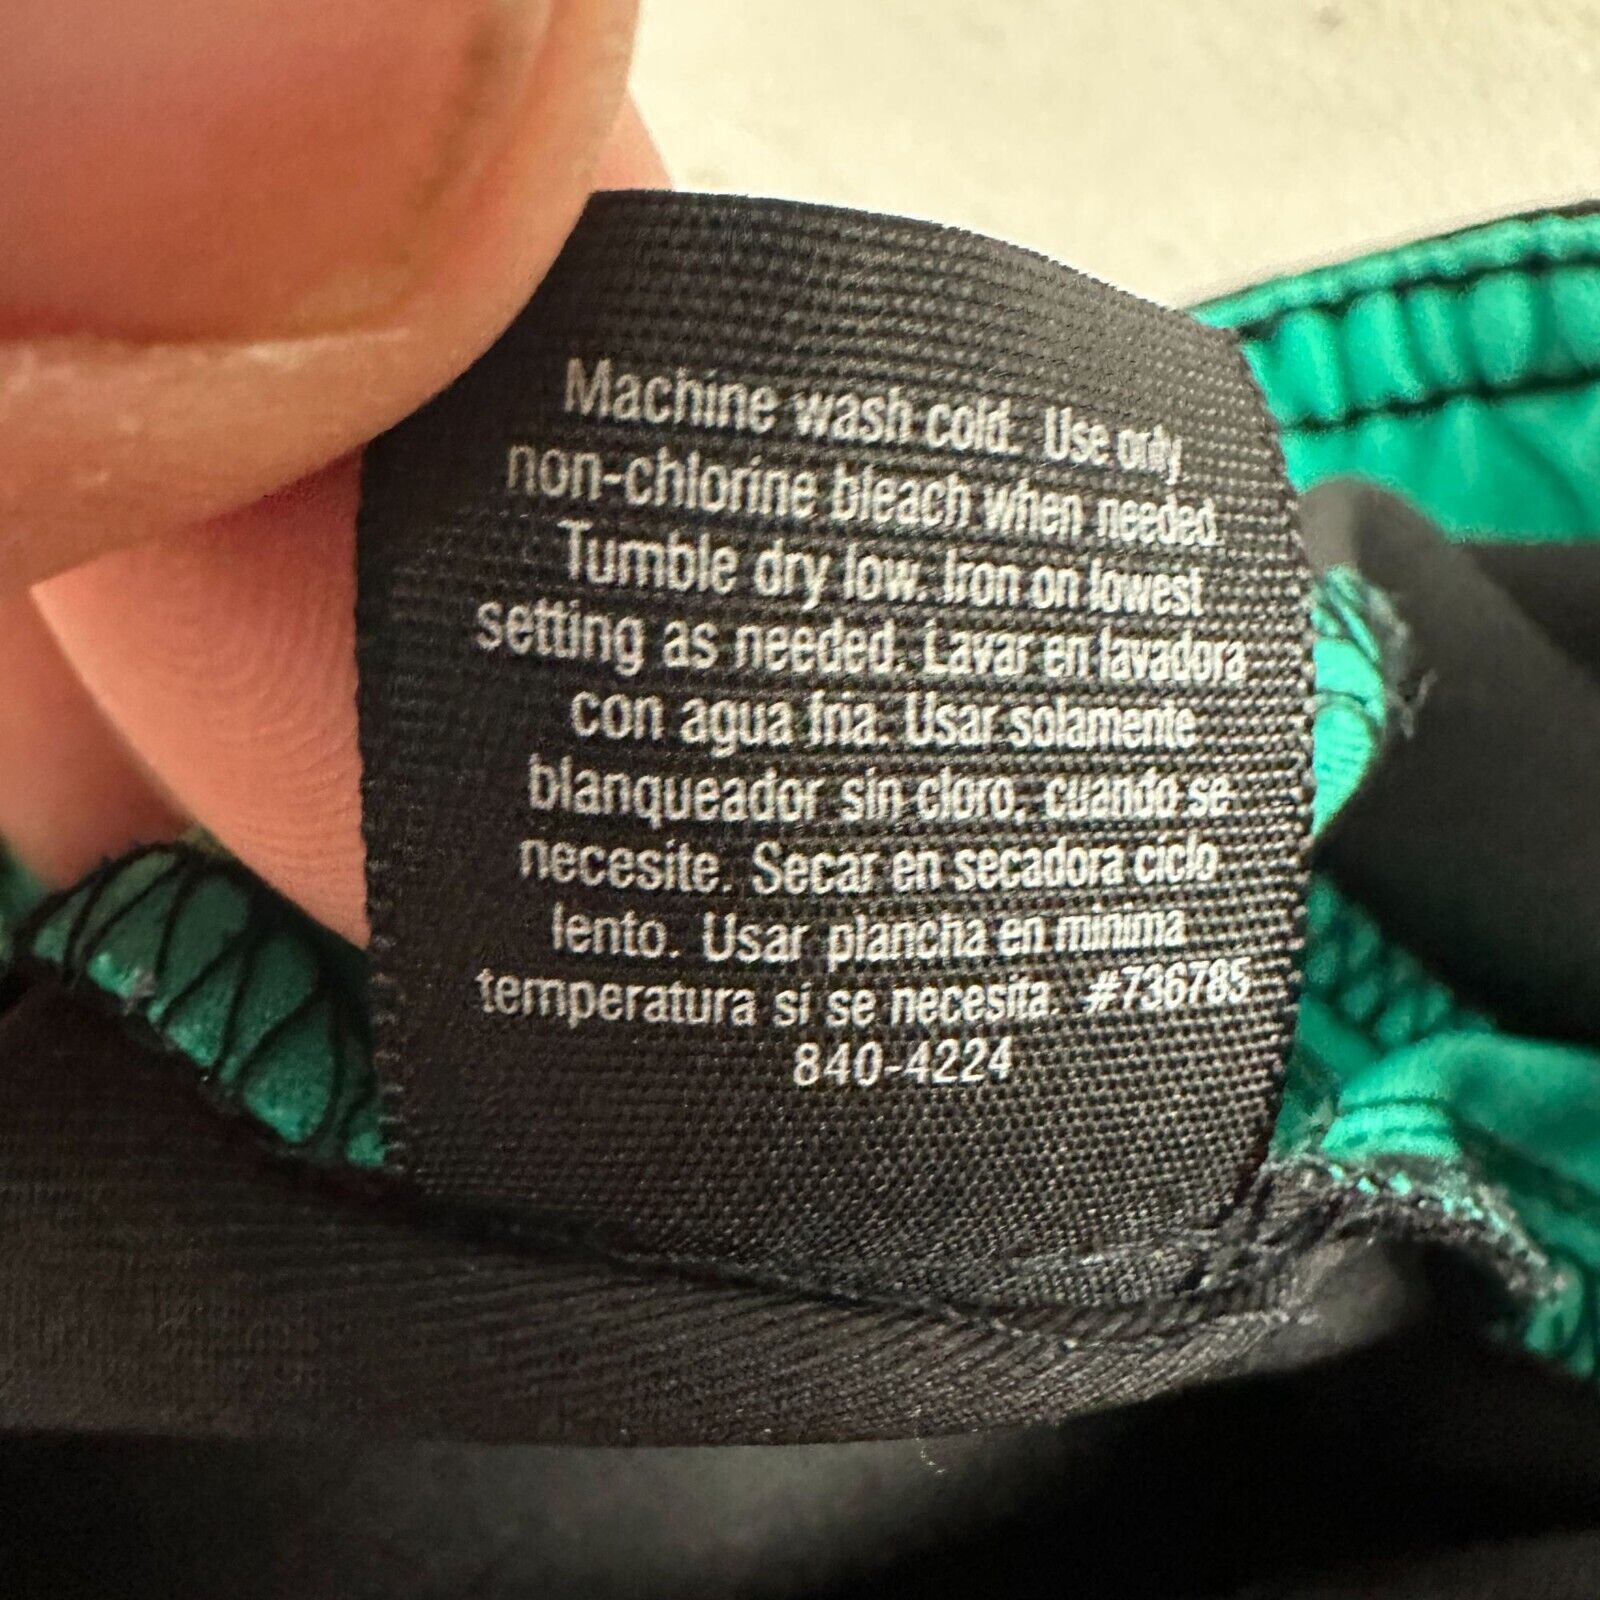 Machine wash cold. Use only
non-chlorine bleach when needed.
Tumble dry low. Iron on lowest
setting as needed. Lavar en lavadora
con agua fria. Usar solamente
blanqueador sin cloro, cuando se
necesite. Secar en secadora ciclo
lento. Usar plancha en minima
temperatura si se necesita. #736785
840-4224